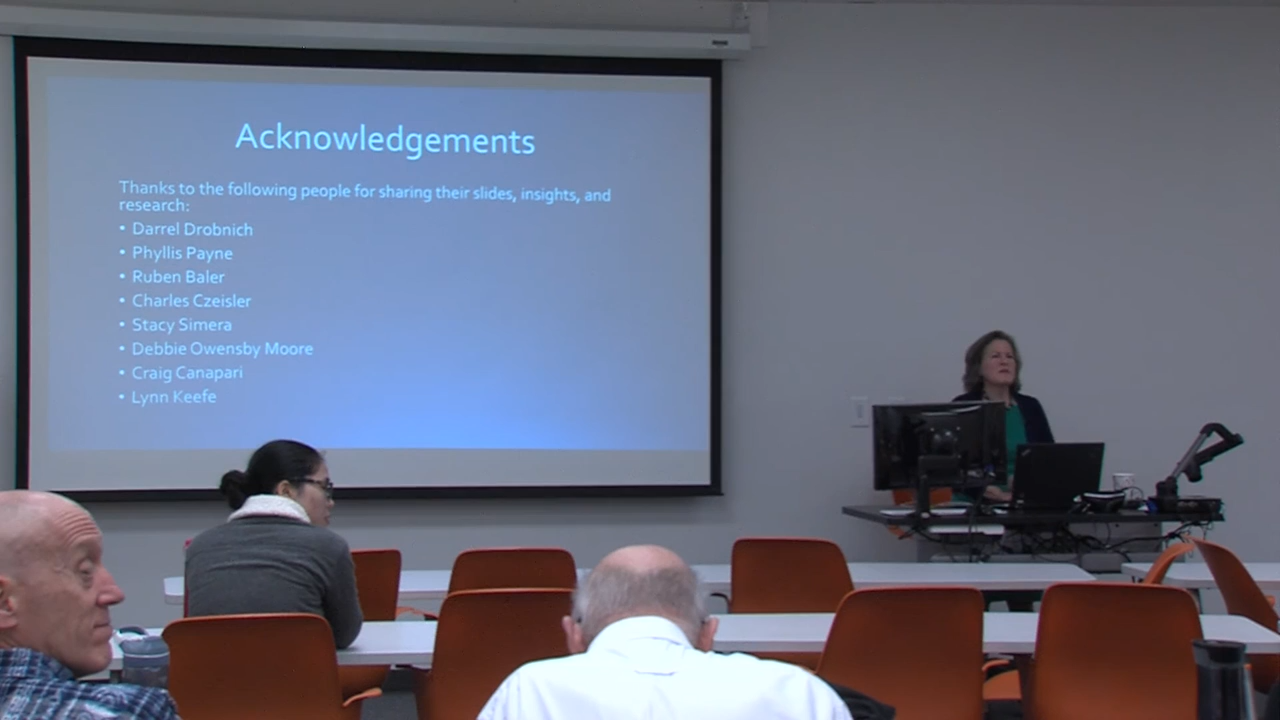 Acknowledgements
Thanks to the following people for sharing their slides, insights, and
research:
• Darrel Drobnich
• Phyllis Payne
• Ruben Baler
• Charles Czeisler
• Stacy Simera
• Debbie Owensby Moore
• Craig Canapari
• Lynn Keefe